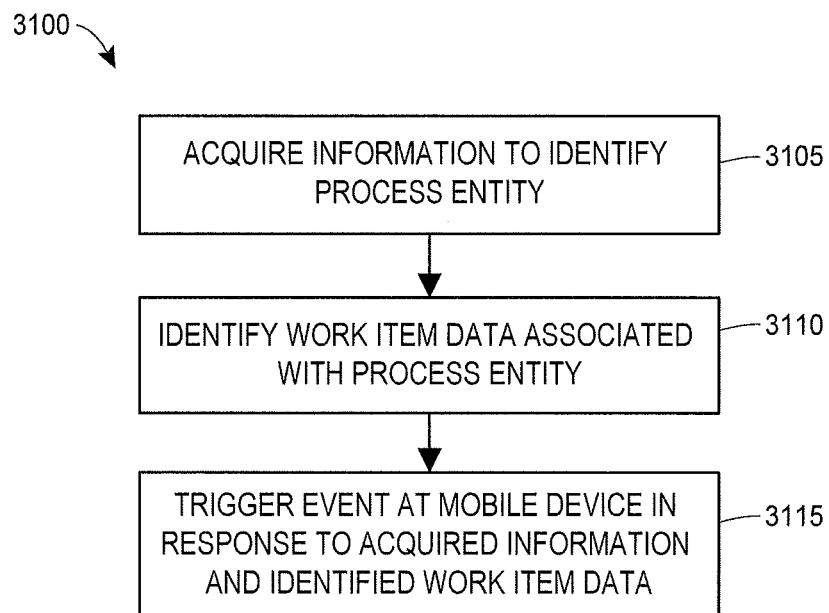 3100
ACQUIRE INFORMATION TO IDENTIFY
PROCESS ENTITY
3105
IDENTIFY WORK ITEM DATA ASSOCIATED
WITH PROCESS ENTITY
3110
TRIGGER EVENT AT MOBILE DEVICE IN
RESPONSE TO ACQUIRED INFORMATION
AND IDENTIFIED WORK ITEM DATA
3115